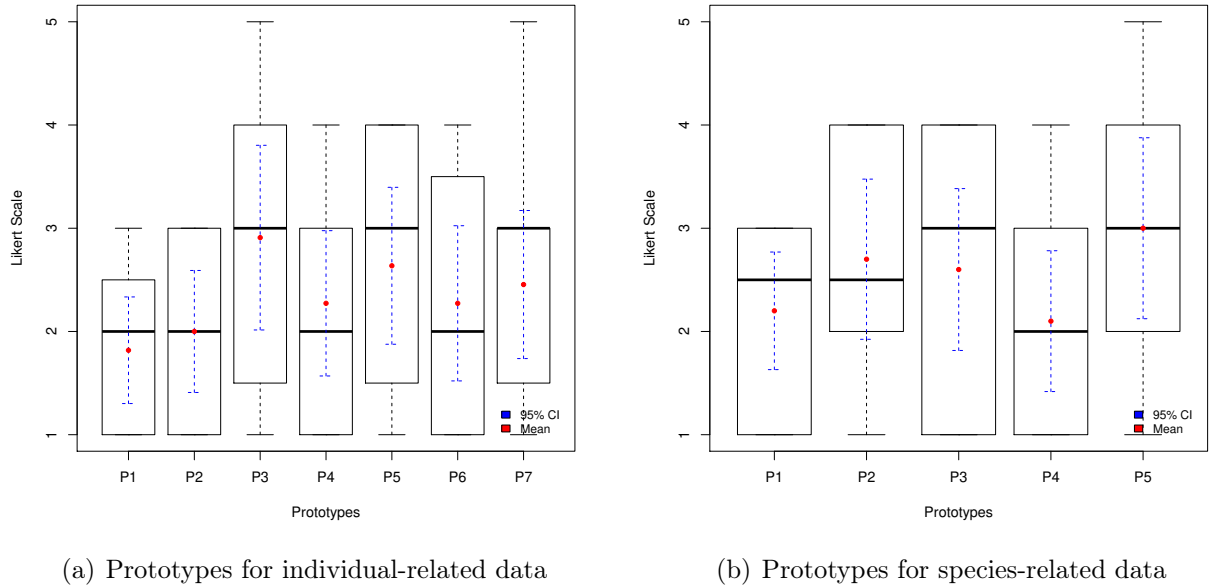 5
4
3
2
1
Likert Scale
95% CI
Mean
P1 P2 P3 P4 P5 P6 P7
Prototypes
(a) Prototypes for individual-related data
5
4
3
2
1
Likert Scale
95% CI
Mean
P1 P2 P3 P4 P5
Prototypes
(b) Prototypes for species-related data